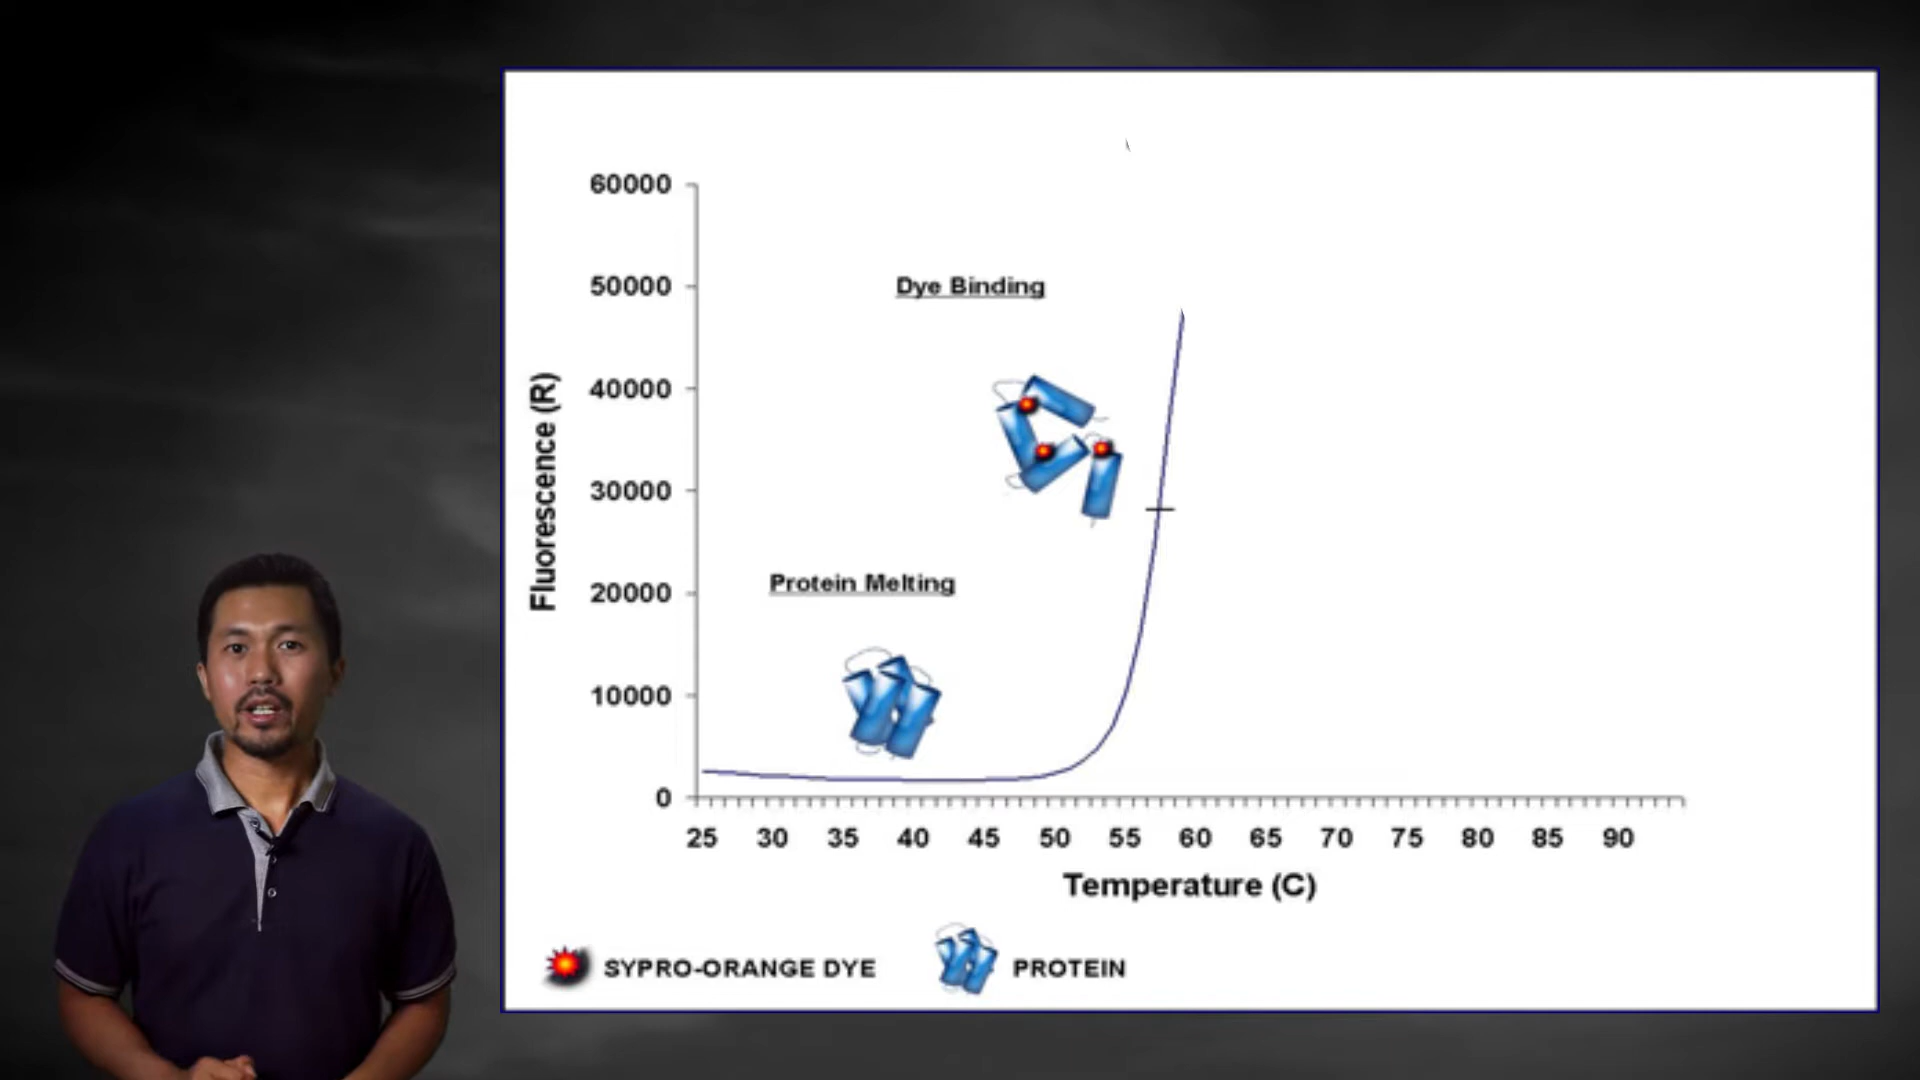 60000
50000
Dye Binding
40000
Fluorescence (R)
30000
20000
Protein Melting
10000
0
25 30 35 40 45 50 55 60 65 70 75 80 85 90
Temperature (C)
SYPRO-ORANGE DYE PROTEIN